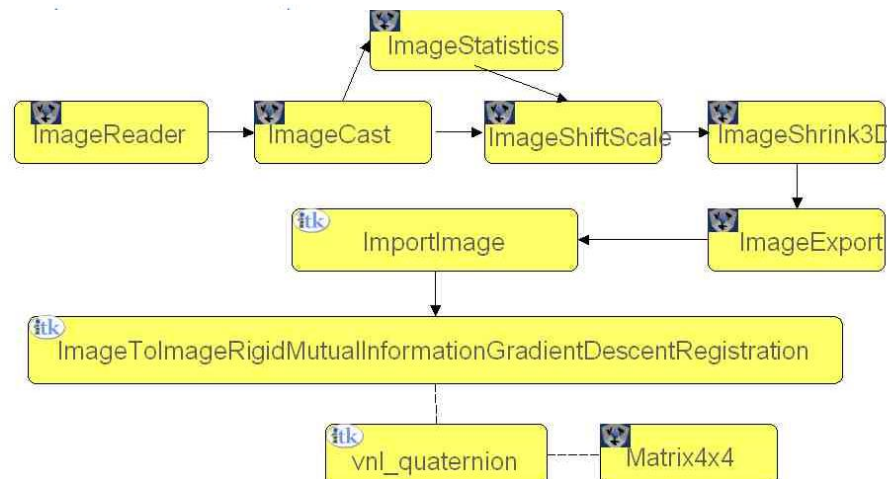 ImageStatistics
ImageReader
ImageCast
ImageShiftScale
ImageShrink3D
itk
ImportImage
ImageExport
itk
ImageToImageRigidMutualInformationGradientDescentRegistration
itk
vnl_quaternion
Matrix4x4